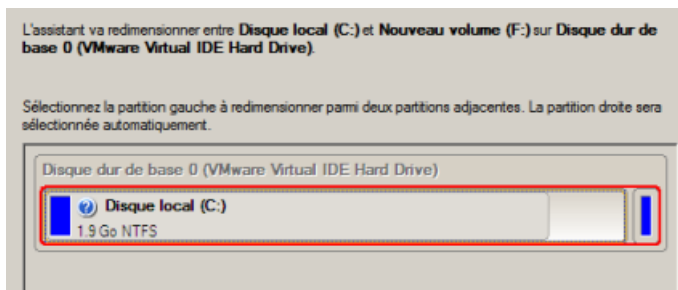 L'assistant va redimensionner entre Disque local (C:) et Nouveau volume (F:) sur Disque dur de
base 0 (VMware Virtual IDE Hard Drive).
Sélectionnez la partition gauche à redimensionner parmi deux partitions adjacentes. La partition droite sera
sélectionnée automatiquement.
Disque dur de base 0 (VMware Virtual IDE Hard Drive)
Disque local (C:)
1.9 Go NTFS